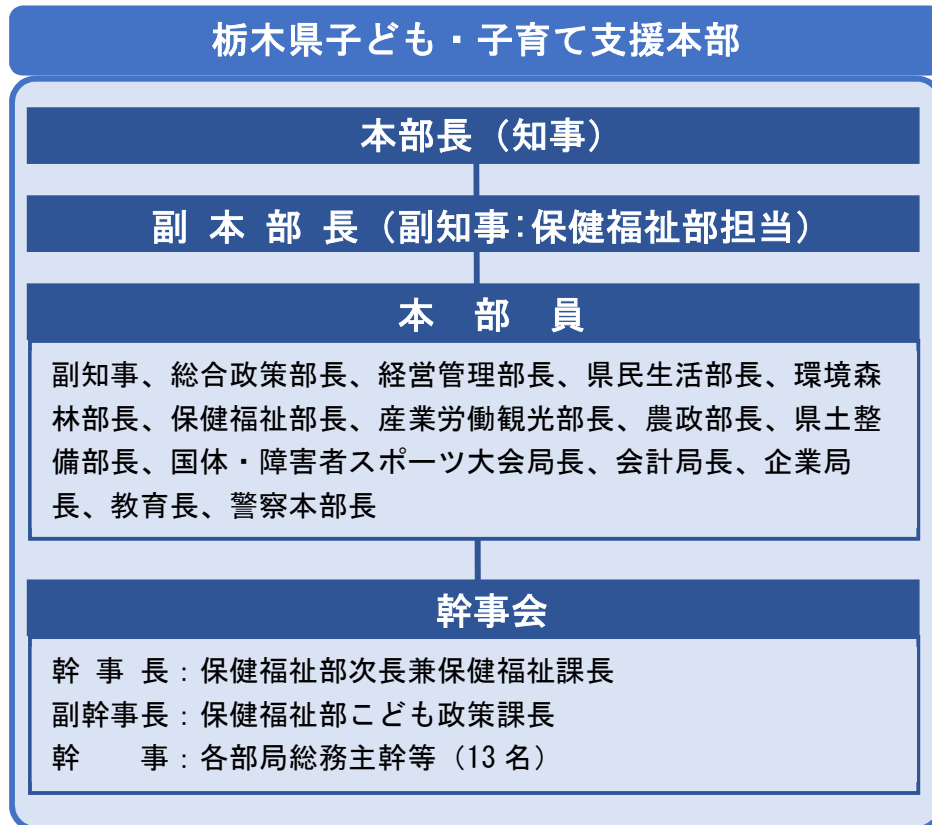 栃木県子ども・子育て支援本部
本部長（知事）
副 本 部 長（副知事：保健福祉部担当）
本　部　員
副知事、総合政策部長、経営管理部長、県民生活部長、環境森
林部長、保健福祉部長、産業労働観光部長、農政部長、県土整
備部長、国体・障害者スポーツ大会局長、会計局長、企業局
長、教育長、警察本部長
幹事会
幹 事 長：保健福祉部次長兼保健福祉課長
副幹事長：保健福祉部こども政策課長
幹　　事：各部局総務主幹等（13 名）